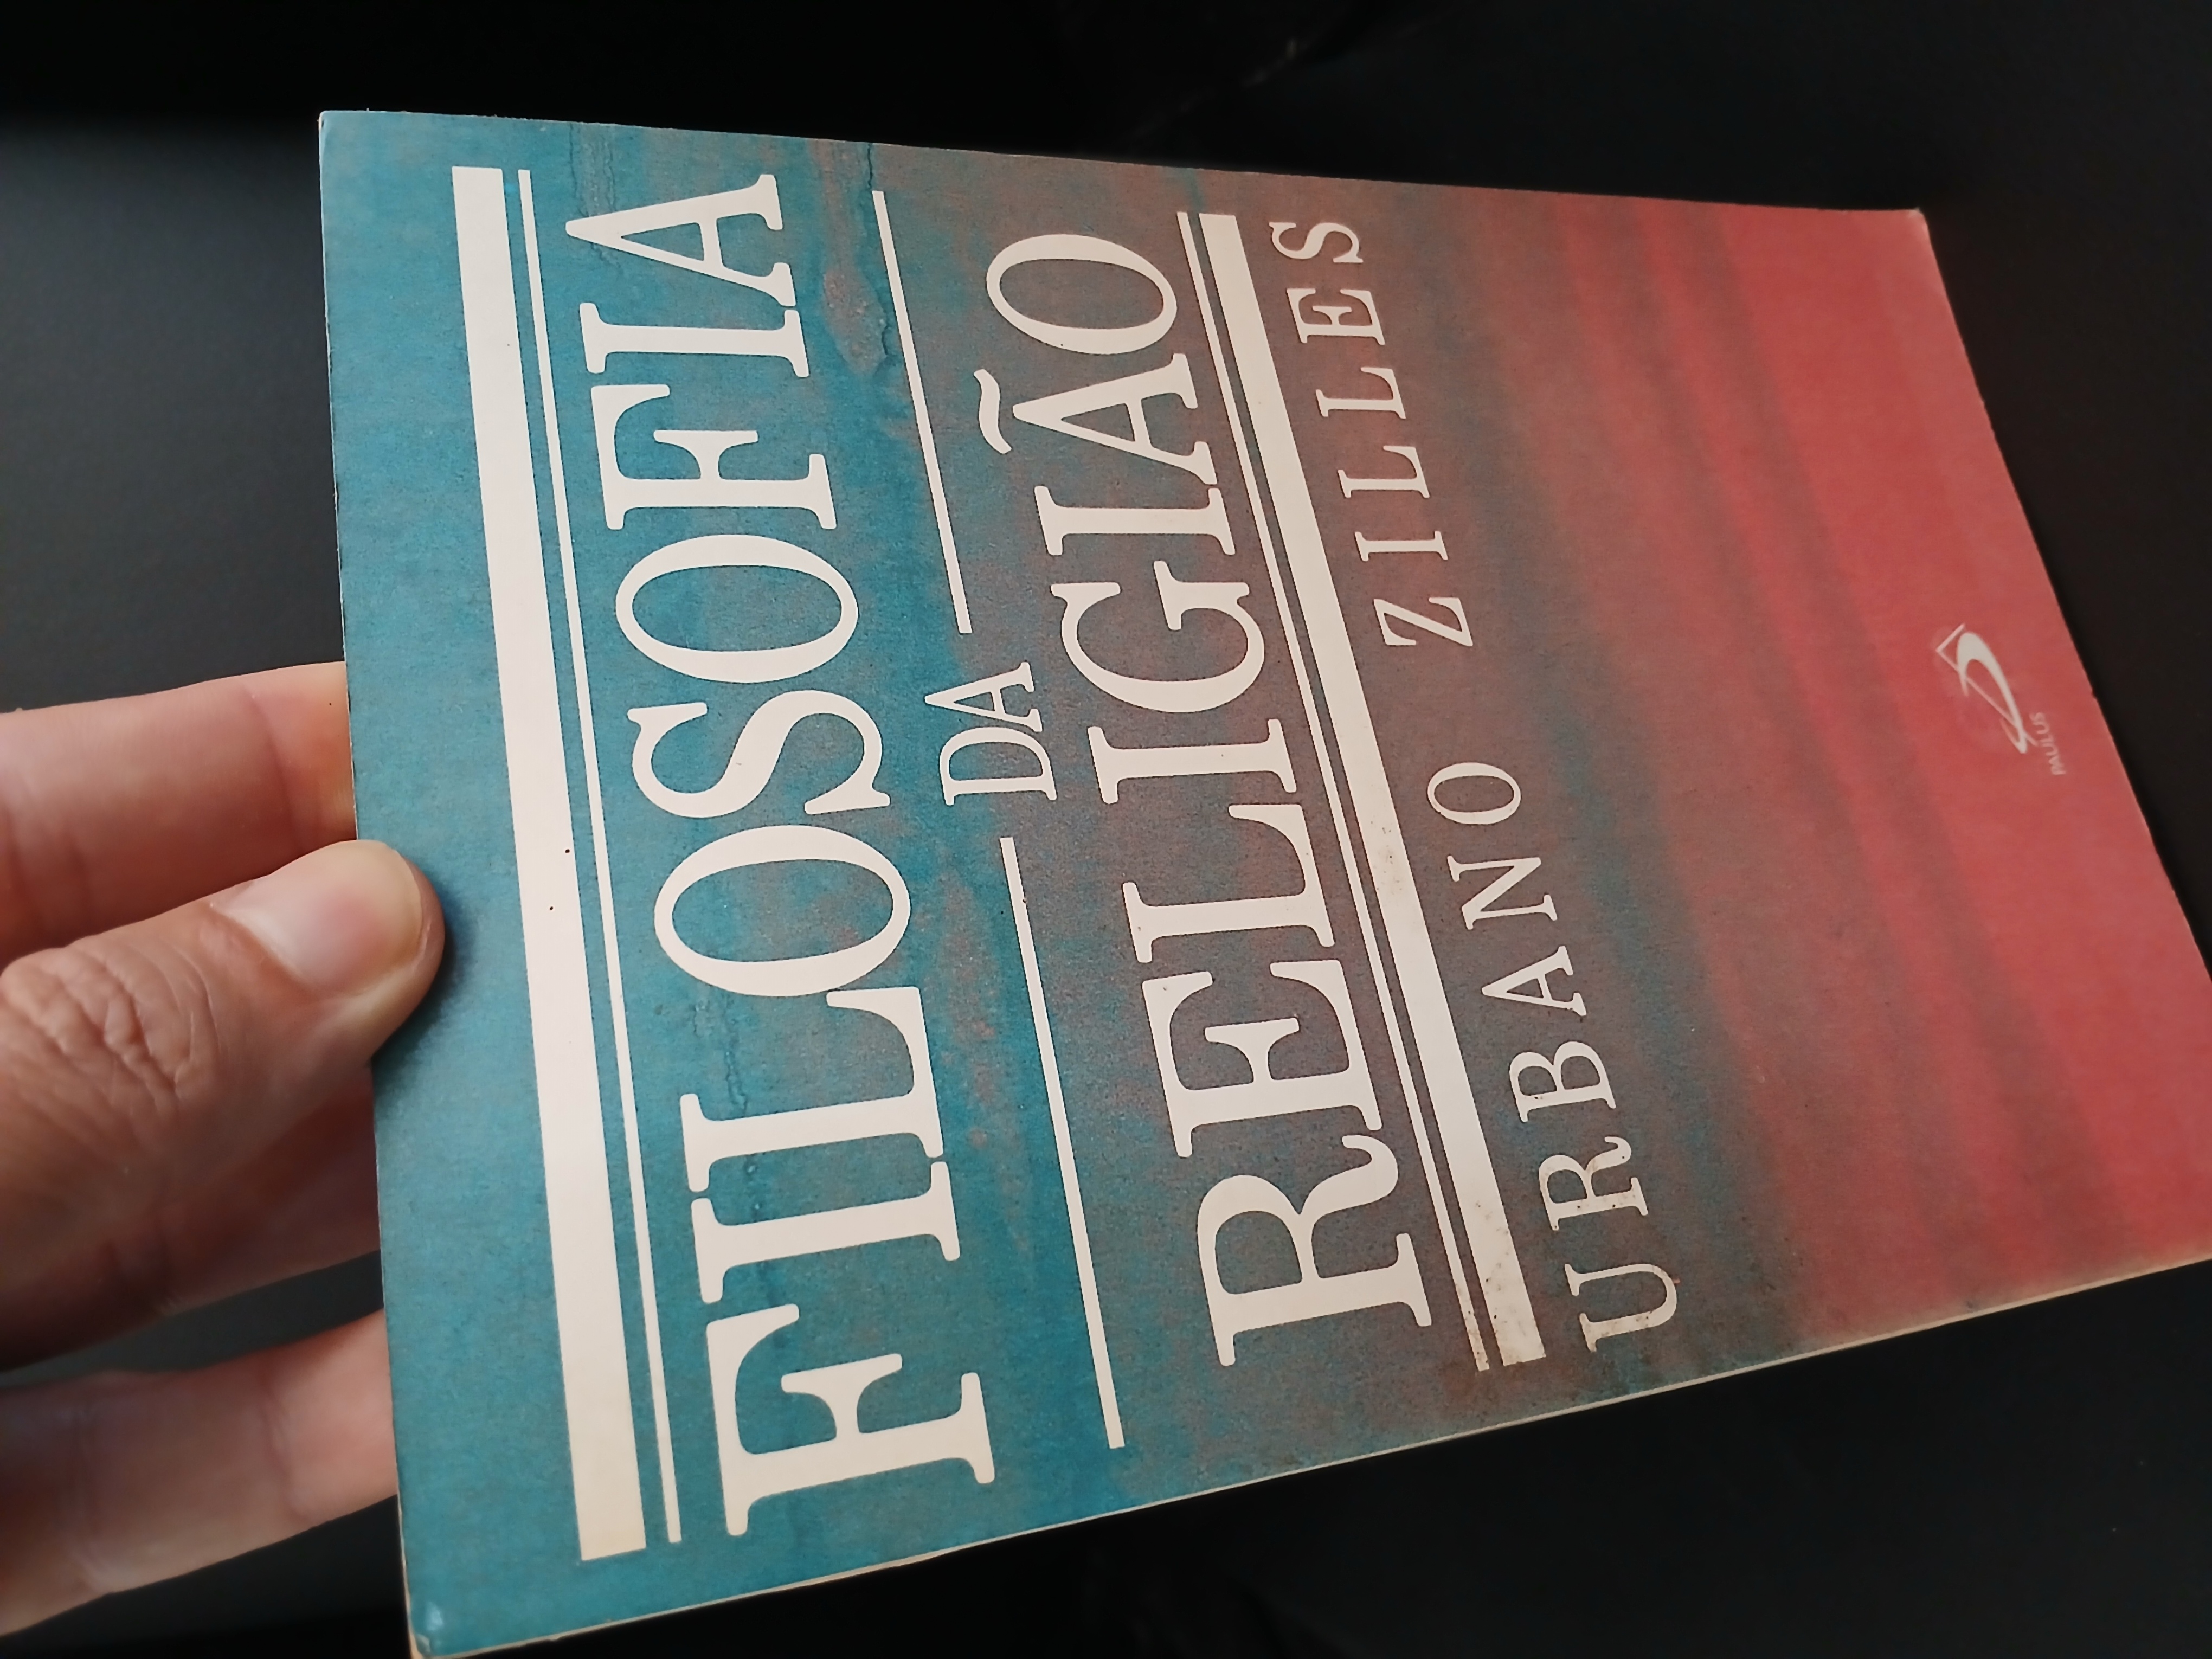 FILOSOFIA
DA
RELIGIÃO
URBANO ZILLES
PAULUS